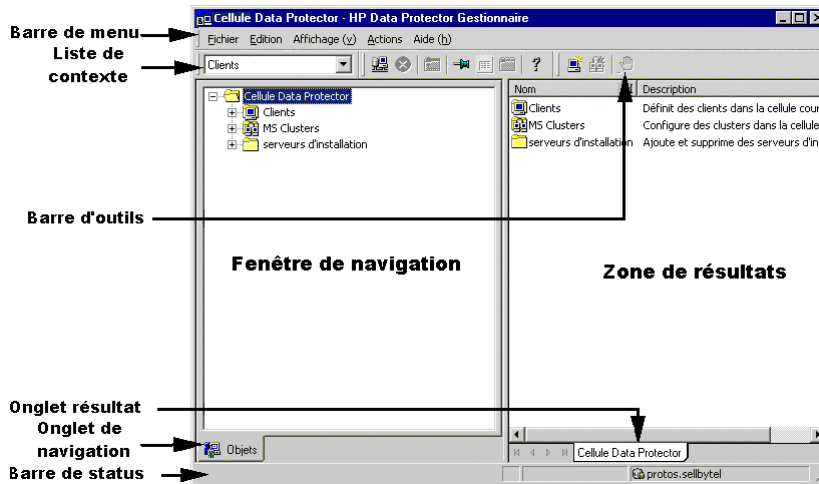 Cellule Data Protector - HP Data Protector Gestionnaire
Barre de menu
Fichier Edition Affichage (v) Actions Aide (h)
Liste de
contexte
Clients
?
Cellule Data Protector
Clients
MS Clusters
serveurs d'installation
Nom
Description
Clients
Définit des clients dans la cellule cour
MS Clusters
Configure des clusters dans la cellule
serveurs d'installation
Ajoute et supprime des serveurs d'in
Barre d'outils
Fenêtre de navigation
Zone de résultats
Onglet résultat
Onglet de
navigation
Objets
Cellule Data Protector
Barre de status
protos.sellbytel